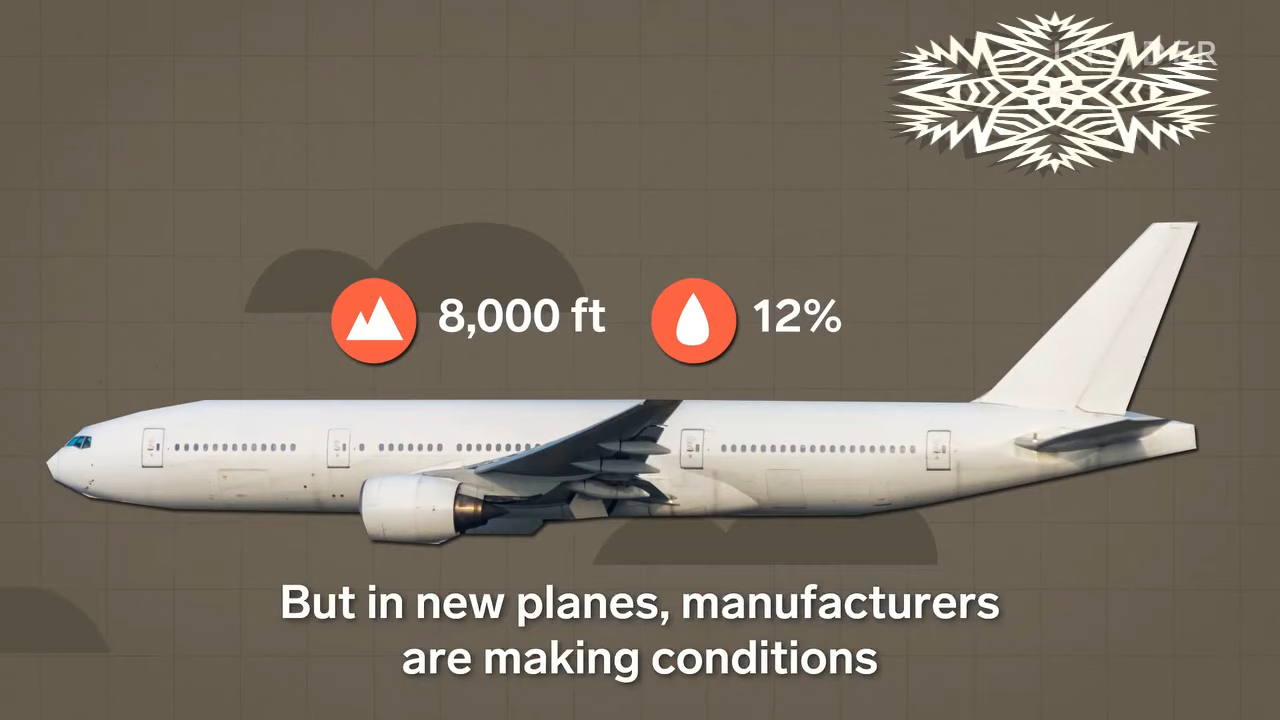 8,000 ft 12%
But in new planes, manufacturers
are making conditions